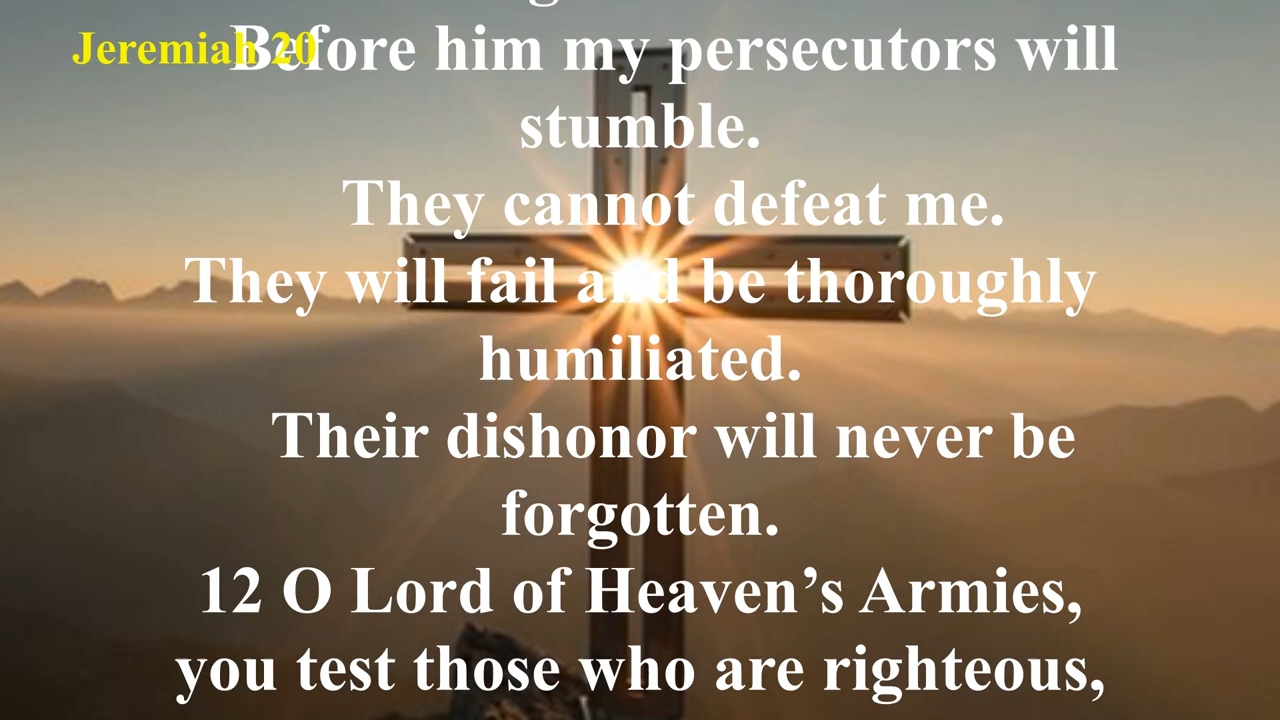 Jeremiah 20
Before him my persecutors will
stumble.
They cannot defeat me.
They will fail and be thoroughly
humiliated.
Their dishonor will never be
forgotten.
12 O Lord of Heaven’s Armies,
you test those who are righteous,